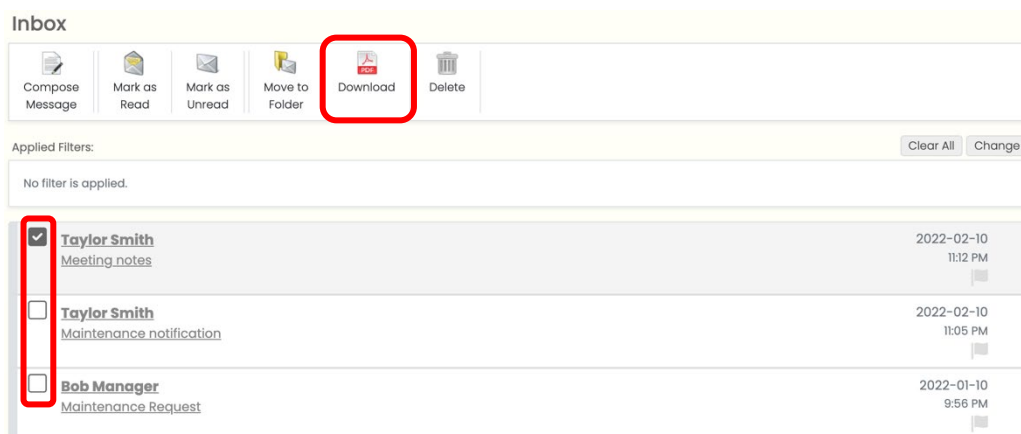 Inbox
Compose Message
Mark as Read
Mark as Unread
Move to Folder
PDF
Download
Delete
Applied Filters:
Clear All
Change
No filter is applied.
Taylor Smith
2022-02-10
Meeting notes
11:12 PM
Taylor Smith
2022-02-10
Maintenance notification
11:05 PM
Bob Manager
2022-01-10
Maintenance Request
9:56 PM